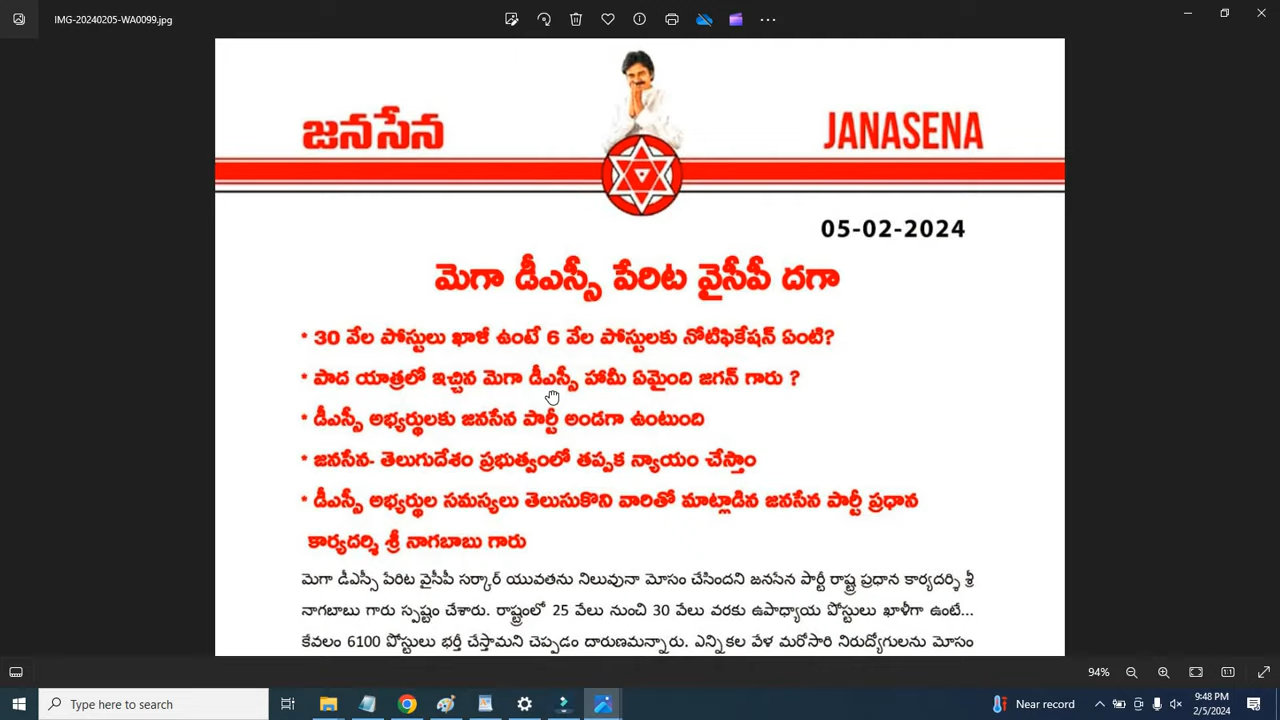 IMG-20240205-WA0099.jpg
జనసేన
JANASENA
05-02-2024
మెగా డీఎస్సీ పేరిట వైసీపీ దగా
* 30 వేల పోస్టులు ఖాళీ ఉంటే 6 వేల పోస్టులకు నోటిఫికేషన్ ఏంటి?
* పాద యాత్రలో ఇచ్చిన మెగా డీఎస్సీ హామీ ఏమైంది జగన్ గారు ?
* డీఎస్సీ అభ్యర్థులకు జనసేన పార్టీ అండగా ఉంటుంది
* జనసేన- తెలుగుదేశం ప్రభుత్వంలో తప్పక న్యాయం చేస్తాం
* డీఎస్సీ అభ్యర్థుల సమస్యలు తెలుసుకొని వారితో మాట్లాడిన జనసేన పార్టీ ప్రధాన
కార్యదర్శి శ్రీ నాగబాబు గారు
మెగా డీఎస్సీ పేరిట వైసీపీ సర్కార్ యువతను నిలువునా మోసం చేసిందని జనసేన పార్టీ రాష్ట్ర ప్రధాన కార్యదర్శి శ్రీ
నాగబాబు గారు స్పష్టం చేశారు. రాష్ట్రంలో 25 వేలు నుంచి 30 వేలు వరకు ఉపాధ్యాయ పోస్టులు ఖాళీగా ఉంటే...
కేవలం 6100 పోస్టులు భర్తీ చేస్తామని చెప్పడం దారుణమన్నారు. ఎన్నికల వేళ మరోసారి నిరుద్యోగులను మోసం
94%
1:1
Type here to search
Near record
9:48 PM
2/5/2024